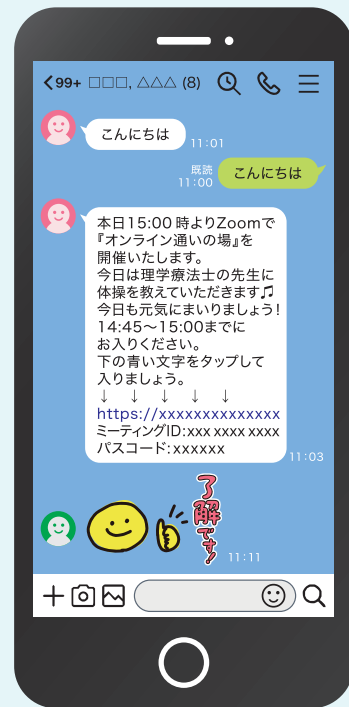 99+ □□□, △△△ (8)
こんにちは
11:01
既読
11:00
こんにちは
本日15:00 時よりZoomで
『オンライン通いの場』を
開催いたします。
今日は理学療法士の先生に
体操を教えていただきます♫
今日も元気にまいりましょう!
14:45〜15:00までに
お入りください。
下の青い文字をタップして
入りましょう。
↓ ↓ ↓ ↓ ↓
https://xxxxxxxxxxxxxx
ミーティングID:xxx xxxx xxxx
パスコード:xxxxxx
11:03
了解です!
11:11